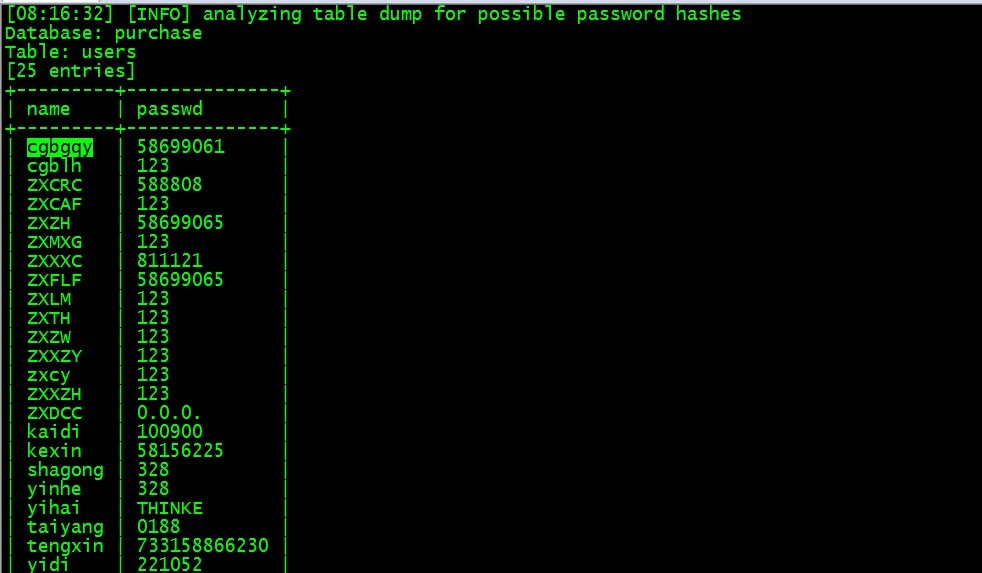 [08:16:32] [INFO] analyzing table dump for possible password hashes
Database: purchase
Table: users
[25 entries]
+---------+--------------+
| name    | passwd       |
+---------+--------------+
| cgbgqy  | 58699061     |
| cgblh   | 123          |
| ZXCRC   | 588808       |
| ZXCAF   | 123          |
| ZXZH    | 58699065     |
| ZXMXG   | 123          |
| ZXXXC   | 811121       |
| ZXFLF   | 58699065     |
| ZXLM    | 123          |
| ZXTH    | 123          |
| ZXZW    | 123          |
| ZXXZY   | 123          |
| zxcy    | 123          |
| ZXXZH   | 123          |
| ZXDCC   | 0.0.0.       |
| kaidi   | 100900       |
| kexin   | 58156225     |
| shagong | 328          |
| yinhe   | 328          |
| yihai   | THINKE       |
| taiyang | 0188         |
| tengxin | 733158866230 |
| yidi    | 221052       |